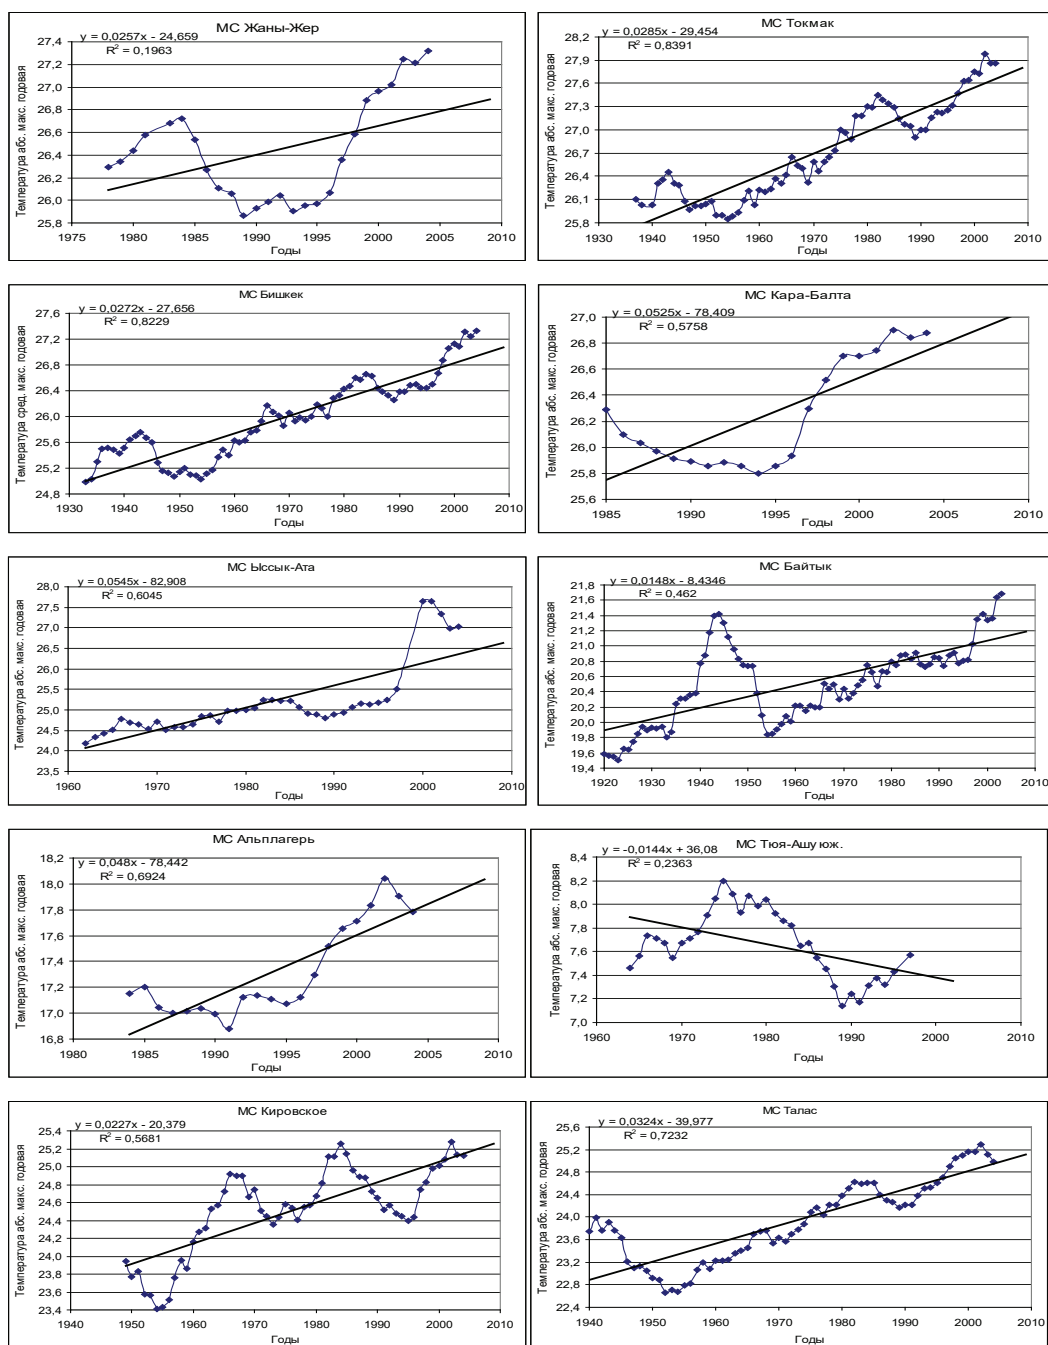 МС Жаны-Жер
y = 0,0257x - 24,659
R² = 0,1963
Температура абс. макс. годовая
27,4
27,2
27,0
26,8
26,6
26,4
26,2
26,0
25,8
1975 1980 1985 1990 1995 2000 2005 2010
Годы
МС Токмак
y = 0,0285x - 29,454
R² = 0,8391
Температура абс. макс. годовая
28,2
27,9
27,6
27,3
27,0
26,7
26,4
26,1
25,8
1930 1940 1950 1960 1970 1980 1990 2000 2010
Годы
МС Бишкек
y = 0,0272x - 27,656
R² = 0,8229
Температура сред. макс. годовая
27,6
27,2
26,8
26,4
26,0
25,6
25,2
24,8
1930 1940 1950 1960 1970 1980 1990 2000 2010
Годы
МС Кара-Балта
y = 0,0525x - 78,409
R² = 0,5758
Температура абс. макс. годовая
27,0
26,8
26,6
26,4
26,2
26,0
25,8
25,6
1985 1990 1995 2000 2005 2010
Годы
МС Ыссык-Ата
y = 0,0545x - 82,908
R² = 0,6045
Температура абс. макс. годовая
28,0
27,5
27,0
26,5
26,0
25,5
25,0
24,5
24,0
23,5
1960 1970 1980 1990 2000 2010
Годы
МС Байтык
y = 0,0148x - 8,4346
R² = 0,462
Температура абс. макс. годовая
21,8
21,6
21,4
21,2
21,0
20,8
20,6
20,4
20,2
20,0
19,8
19,6
19,4
1920 1930 1940 1950 1960 1970 1980 1990 2000 2010
Годы
МС Альплагерь
y = 0,048x - 78,442
R² = 0,6924
Температура абс. макс. годовая
18,2
18,0
17,8
17,6
17,4
17,2
17,0
16,8
1980 1985 1990 1995 2000 2005 2010
Годы
МС Тюя-Ашу юж.
y = -0,0144x + 36,08
R² = 0,2363
Температура абс. макс. годовая
8,4
8,2
8,0
7,8
7,6
7,4
7,2
7,0
1960 1970 1980 1990 2000 2010
Годы
МС Кировское
y = 0,0227x - 20,379
R² = 0,5681
Температура абс. макс. годовая
25,4
25,2
25,0
24,8
24,6
24,4
24,2
24,0
23,8
23,6
23,4
1940 1950 1960 1970 1980 1990 2000 2010
Годы
МС Талас
y = 0,0324x - 39,977
R² = 0,7232
Температура абс. макс. годовая
25,6
25,2
24,8
24,4
24,0
23,6
23,2
22,8
22,4
1940 1950 1960 1970 1980 1990 2000 2010
Годы